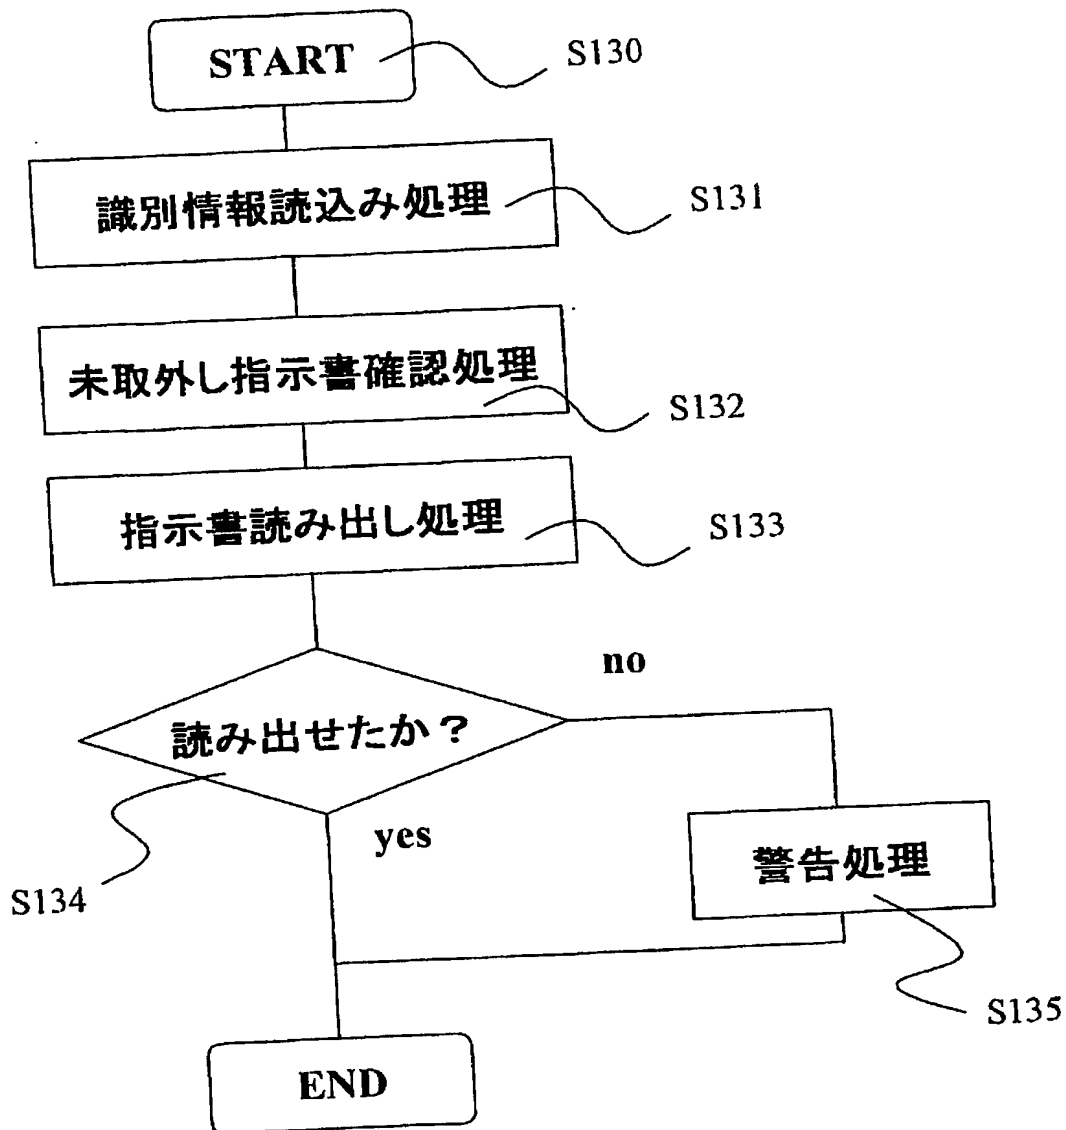 START
S130
識別情報読込み処理
S131
未取外し指示書確認処理
S132
指示書読み出し処理
S133
読み出せたか？
no
yes
S134
警告処理
S135
END